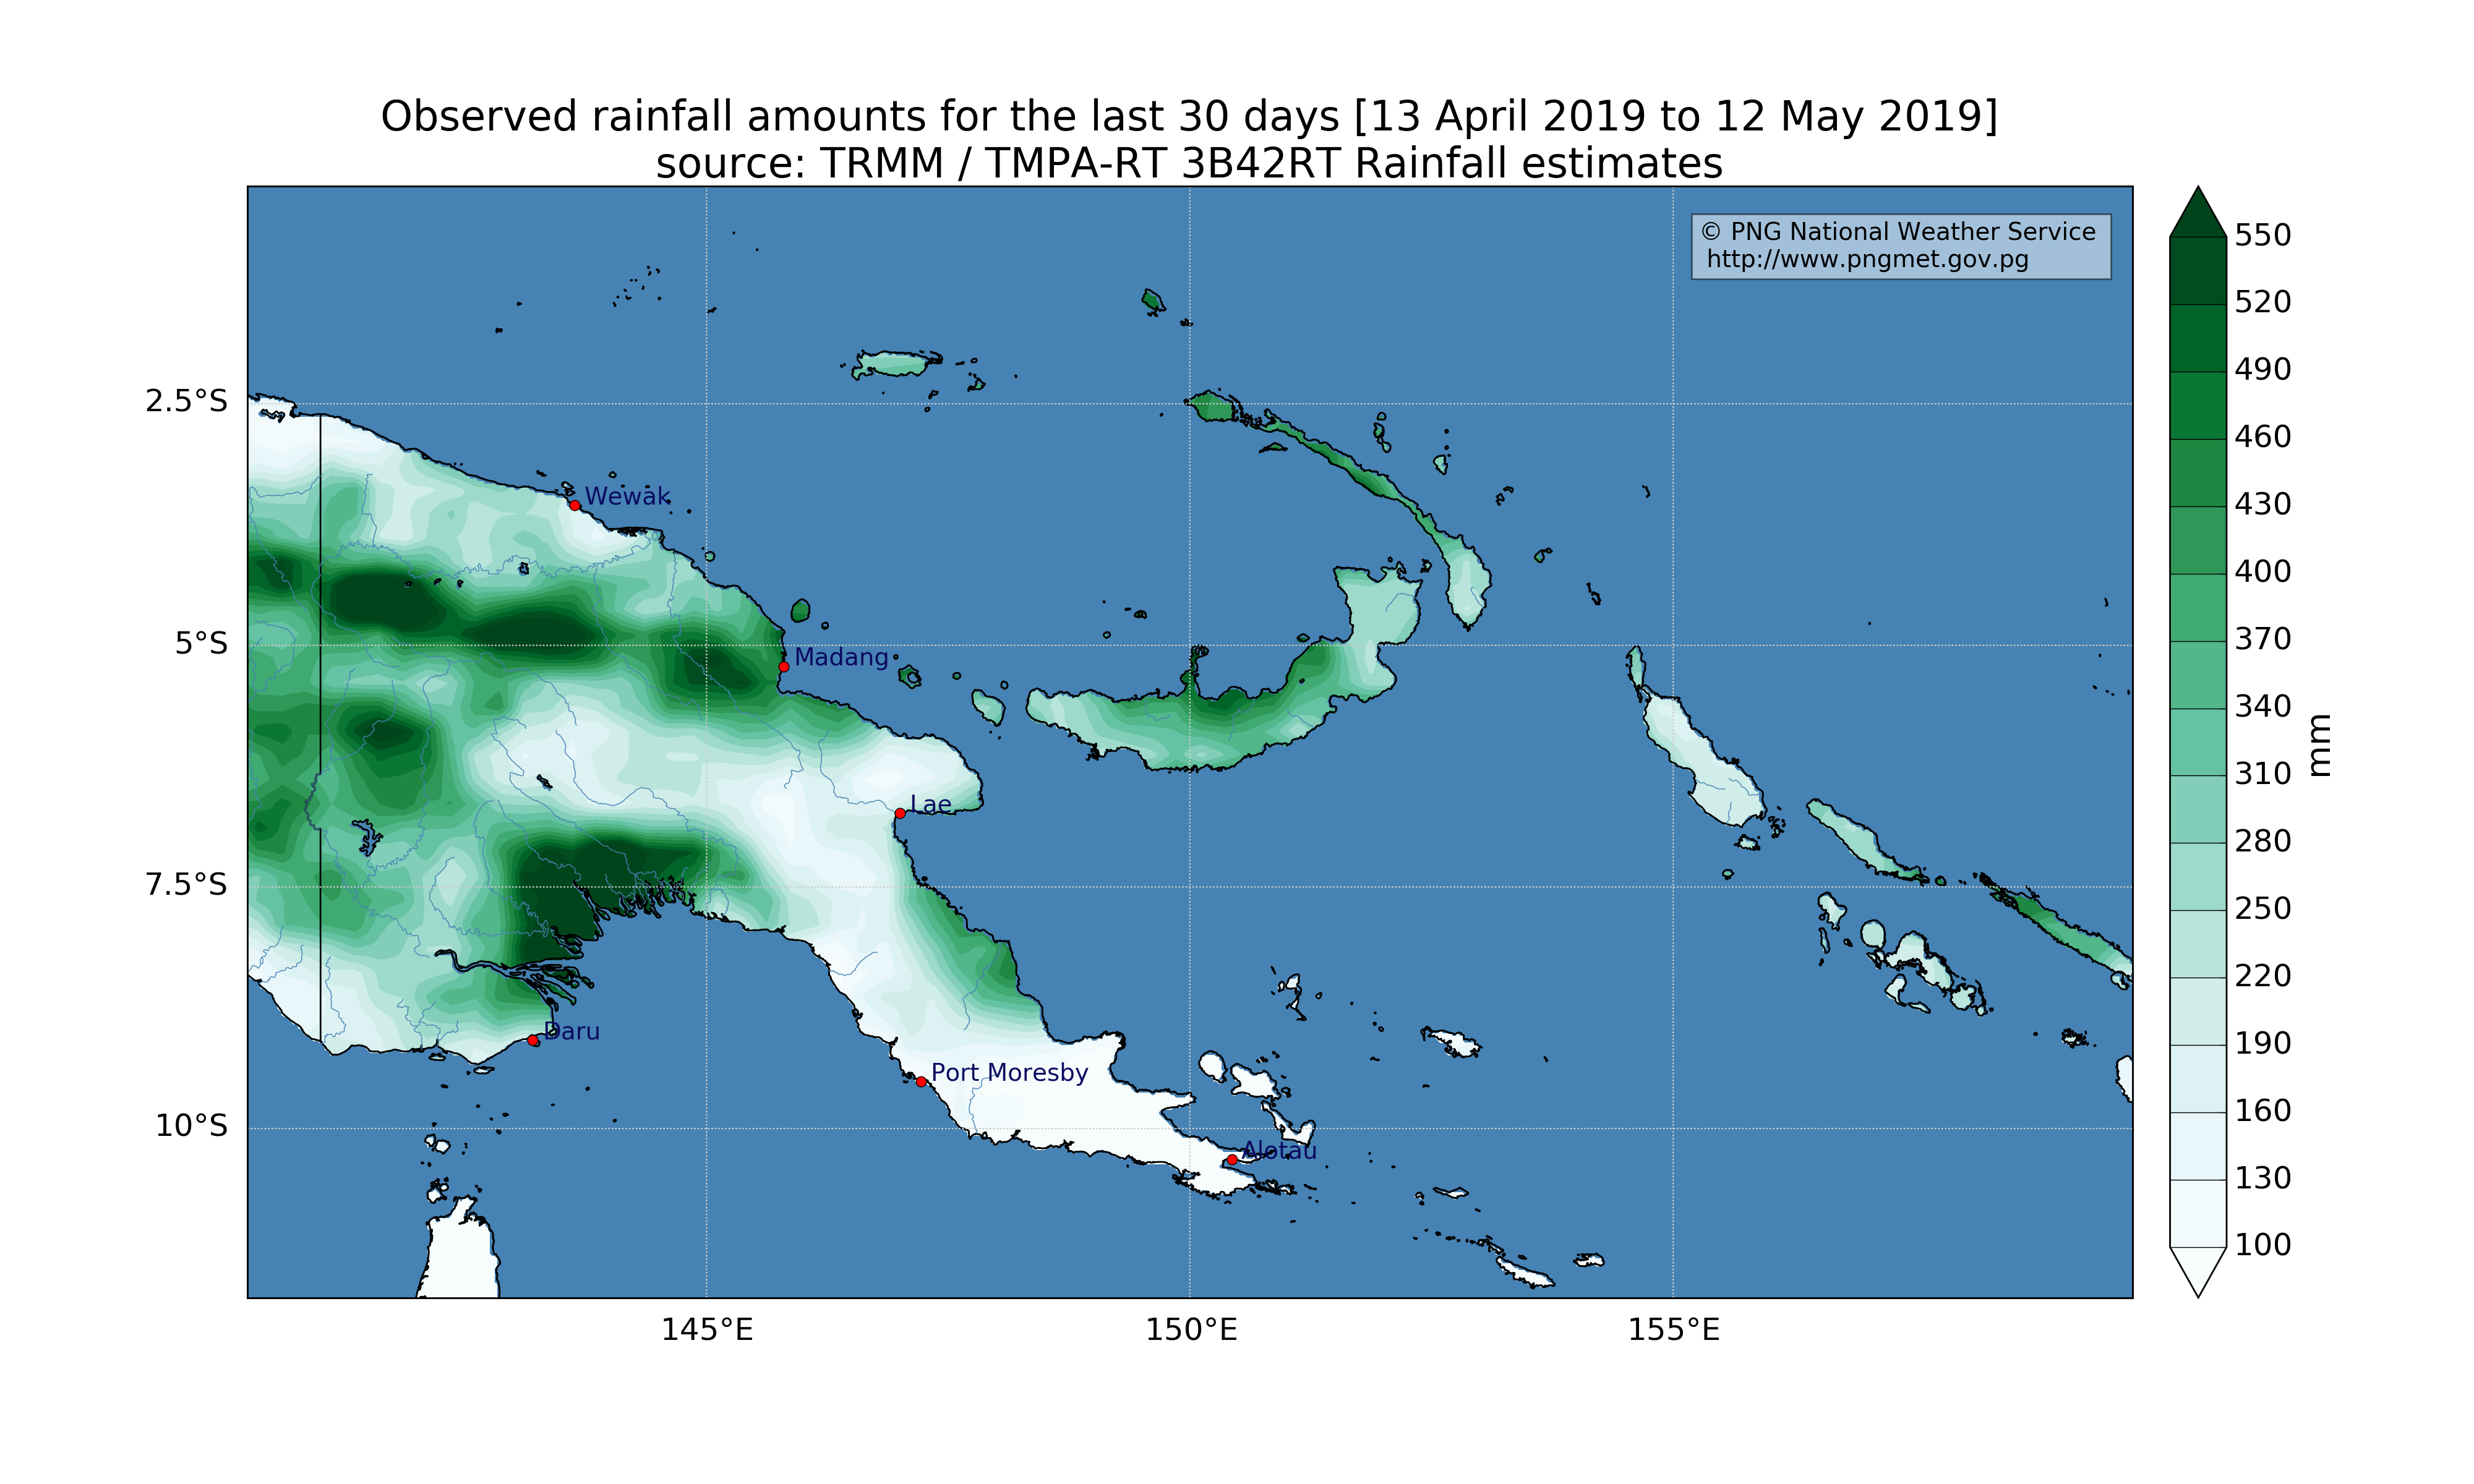 Observed rainfall amounts for the last 30 days [13 April 2019 to 12 May 2019]
source: TRMM / TMPA-RT 3B42RT Rainfall estimates
© PNG National Weather Service
http://www.pngmet.gov.pg
550
520
490
460
430
400
370
340
310
280
250
220
190
160
130
100
mm
2.5°S
5°S
7.5°S
10°S
Wewak
Madang
Lae
Daru
Port Moresby
Alotau
145°E
150°E
155°E